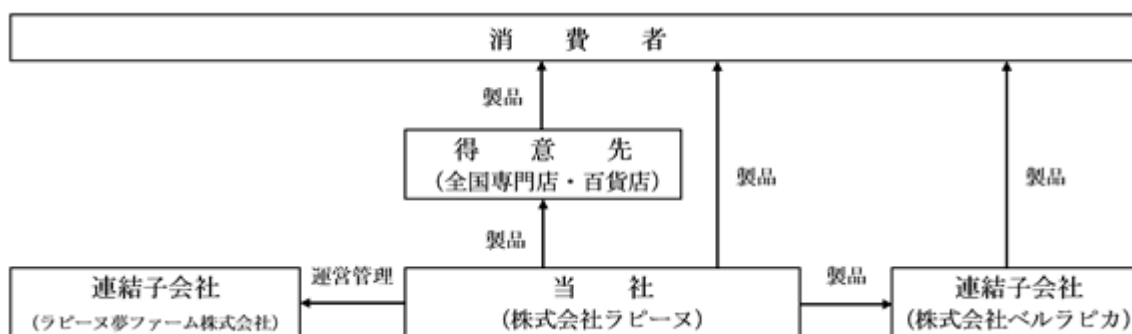 消費者
製品
得意先
(全国専門店・百貨店)
製品
製品
製品
連結子会社
(ラピーヌ夢ファーム株式会社)
運営管理
当社
(株式会社ラピーヌ)
製品
連結子会社
(株式会社ベルラピカ)